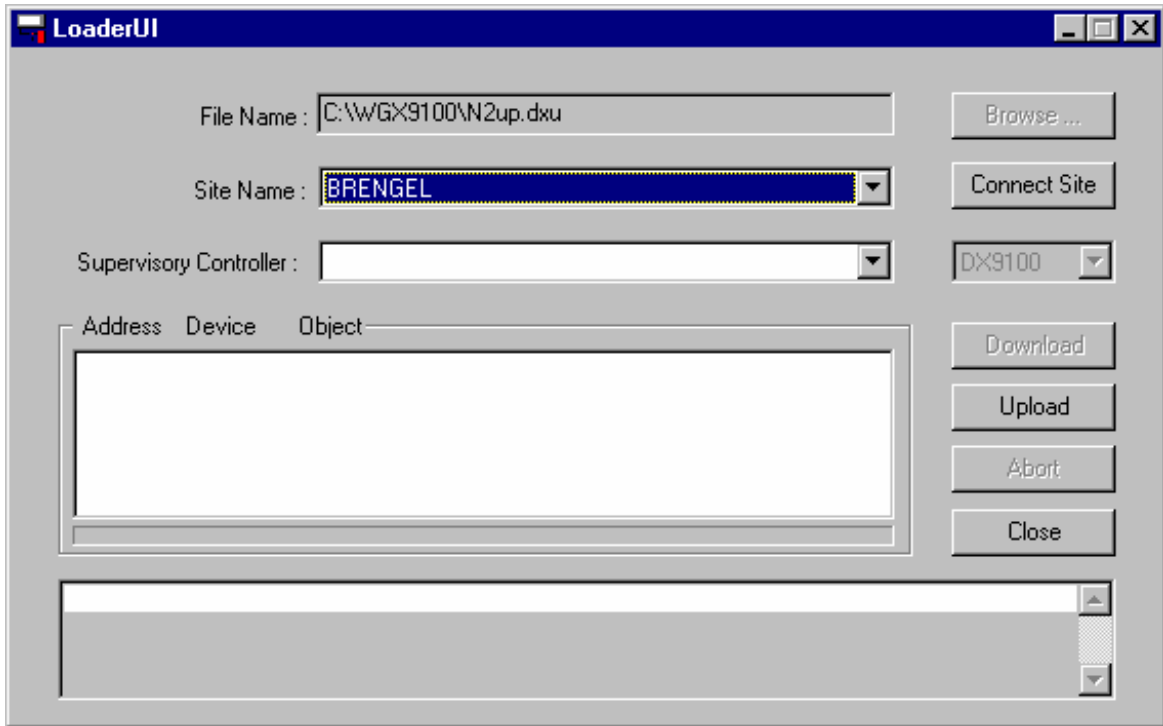 LoaderUI
File Name : C:\WGX9100\N2up.dxu Browse ...
Site Name : BRENGEL Connect Site
Supervisory Controller : DX9100
Address Device Object
Download
Upload
Abort
Close